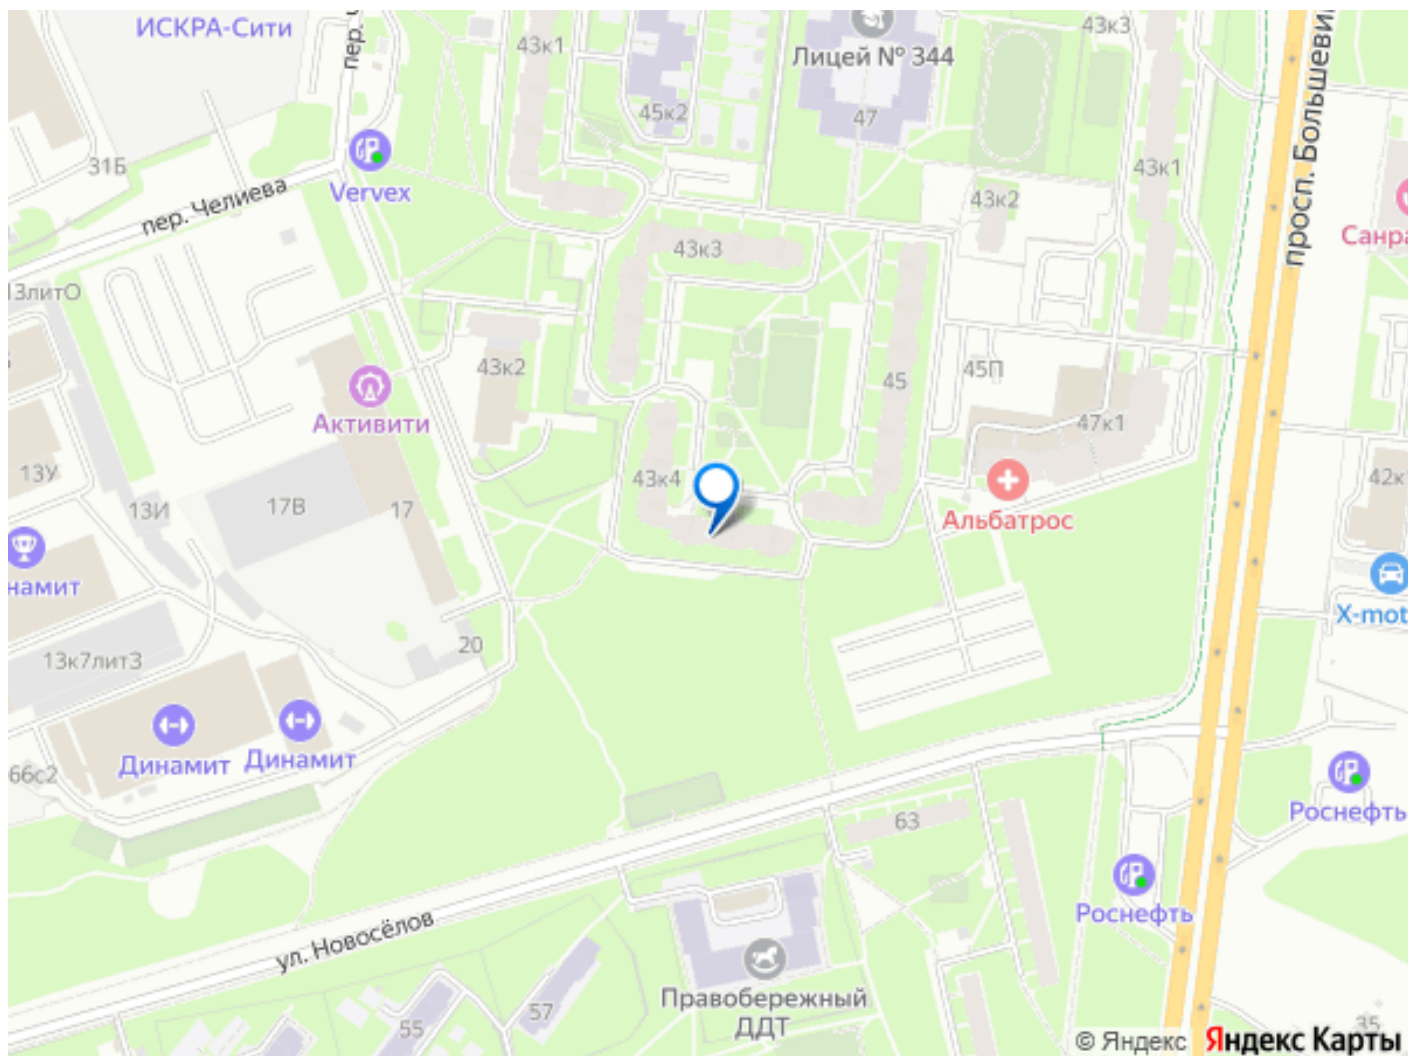 ИСКРА-Сити
пер. Ч
43к1
Лицей № 344
43к3
просп. Большеви
45к2
47
31Б
Vervex
пер. Челиева
43к1
43к2
Санра
43к3
13литО
43к2
45
45П
Активити
47к1
43к4
13У
17В
13И
17
42к
Альбатрос
намит
X-mot
20
13к7литЗ
Динамит
Динамит
66с2
63
Роснефть
Роснефть
ул. Новосёлов
57
55
Правобережный
ДДТ
35
© Яндекс Яндекс Карты